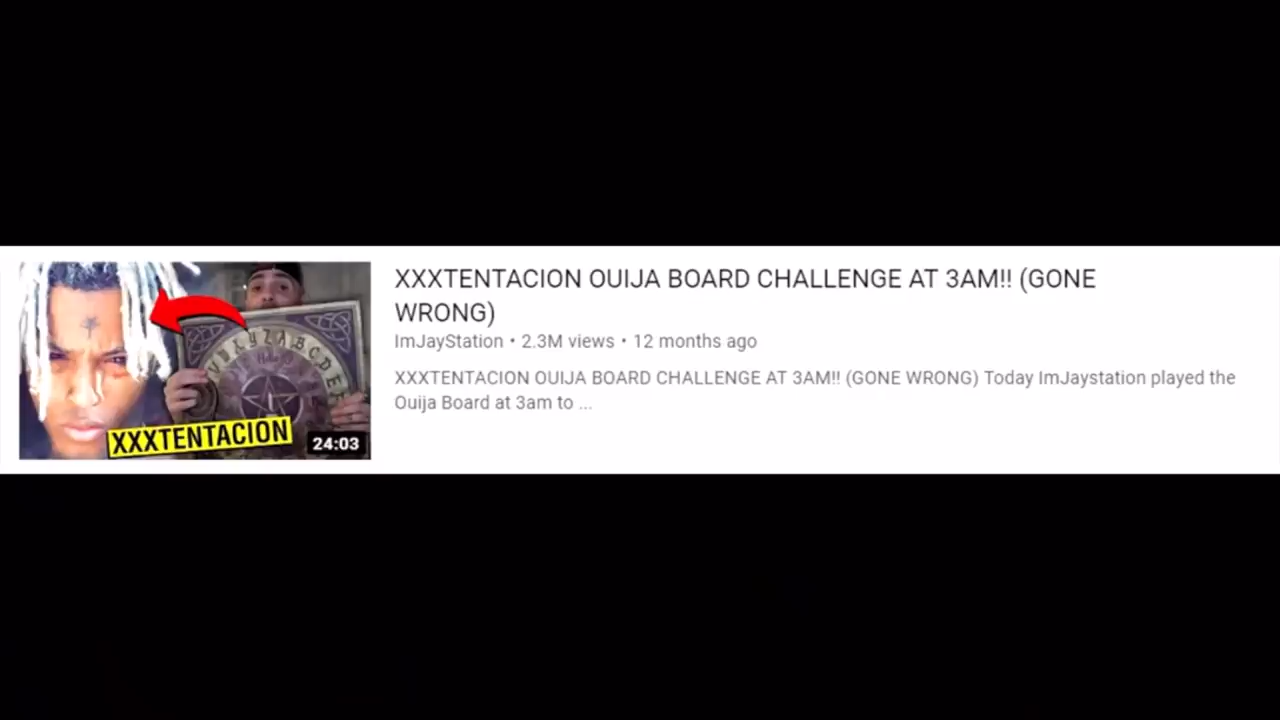 XXXTENTACION OUIJA BOARD CHALLENGE AT 3AM!! (GONE
WRONG)
ImJayStation • 2.3M views • 12 months ago
XXXTENTACION OUIJA BOARD CHALLENGE AT 3AM!! (GONE WRONG) Today ImJaystation played the
Ouija Board at 3am to ...
XXXTENTACION
24:03